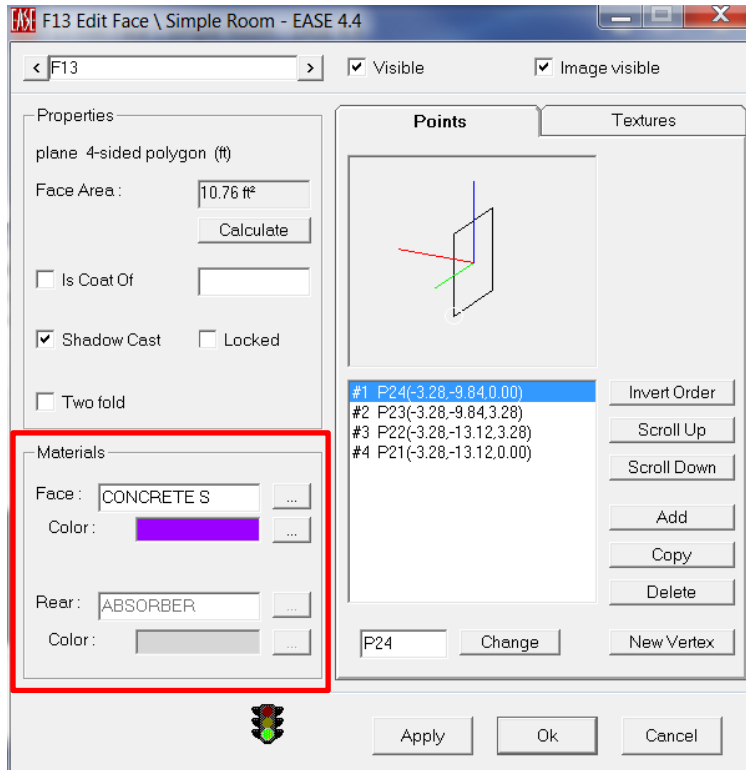 EASE F13 Edit Face \ Simple Room - EASE 4.4
< F13 > Visible Image visible
Properties
plane 4-sided polygon (ft)
Face Area : 10.76 ft²
Calculate
Is Coat Of
Shadow Cast Locked
Two fold
Materials
Face : CONCRETE S ...
Color : ...
Rear : ABSORBER ...
Color : ...
Points Textures
#1 P24(-3.28,-9.84,0.00)
#2 P23(-3.28,-9.84,3.28)
#3 P22(-3.28,-13.12,3.28)
#4 P21(-3.28,-13.12,0.00)
Invert Order
Scroll Up
Scroll Down
Add
Copy
Delete
P24 Change New Vertex
Apply Ok Cancel